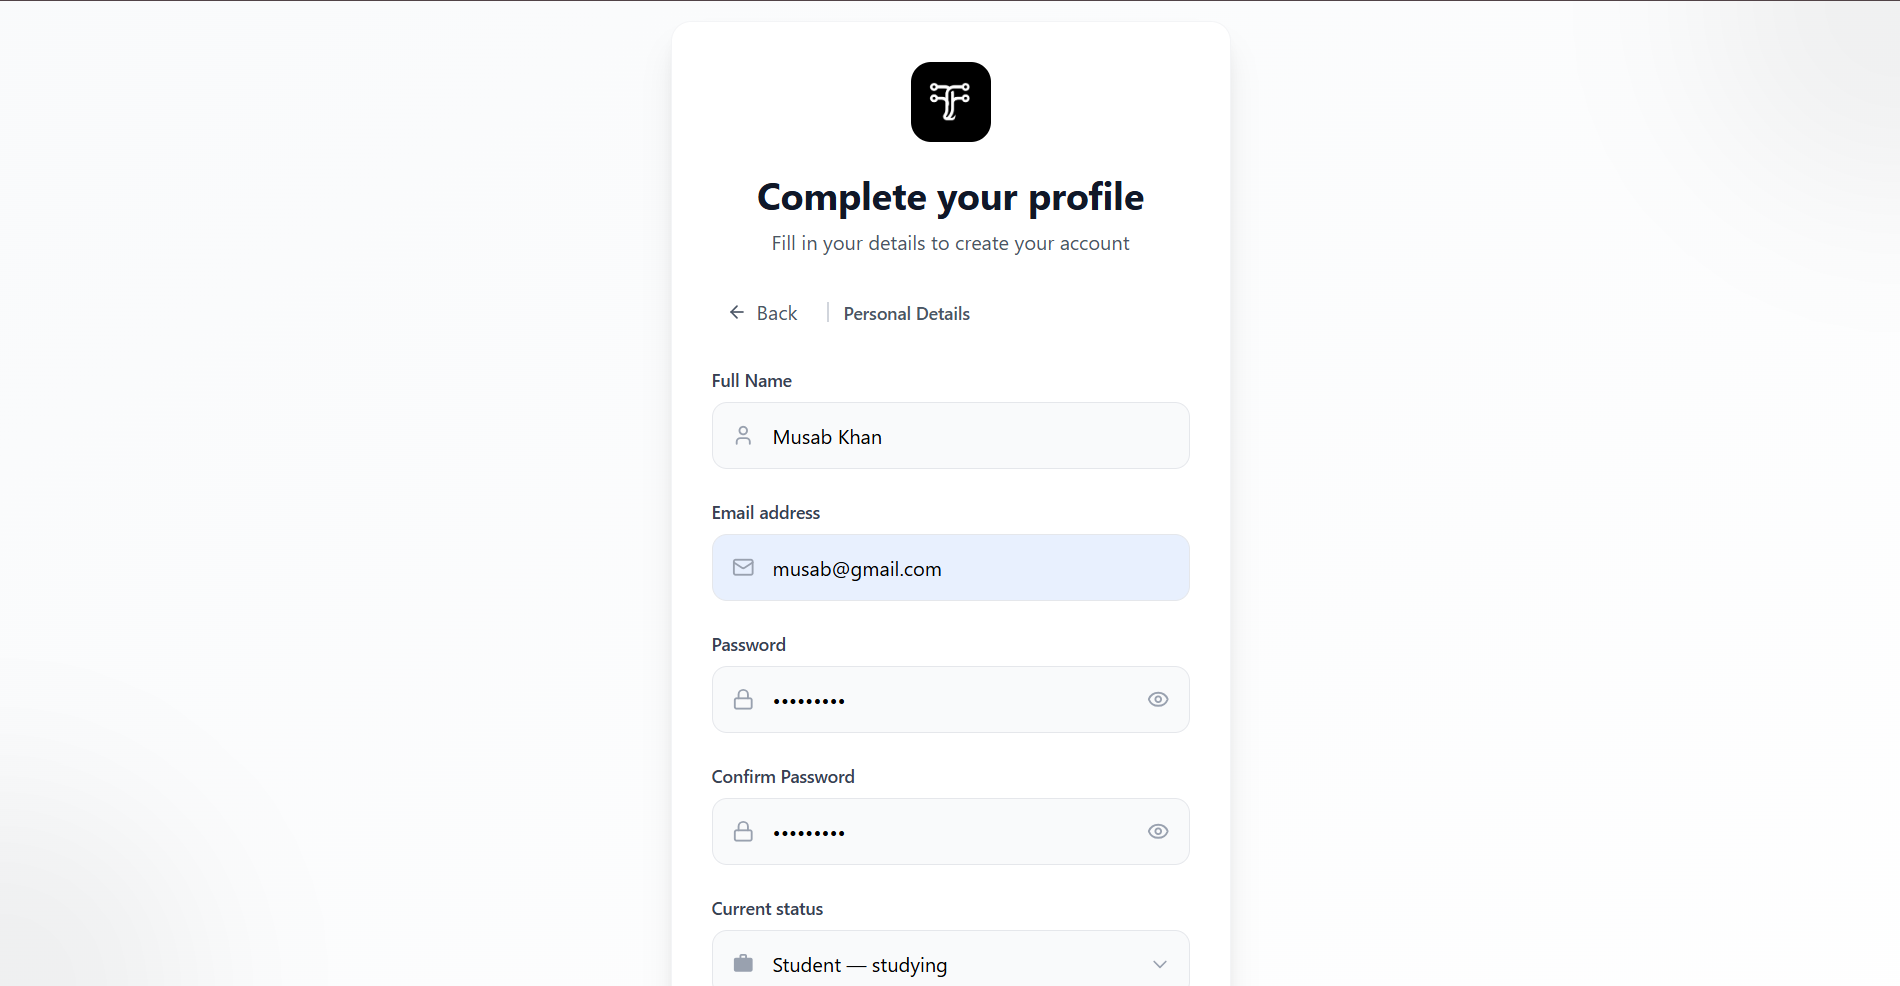 Complete your profile
Fill in your details to create your account
Back
Personal Details
Full Name
Musab Khan
Email address
musab@gmail.com
Password
•••••••••
Confirm Password
•••••••••
Current status
Student — studying